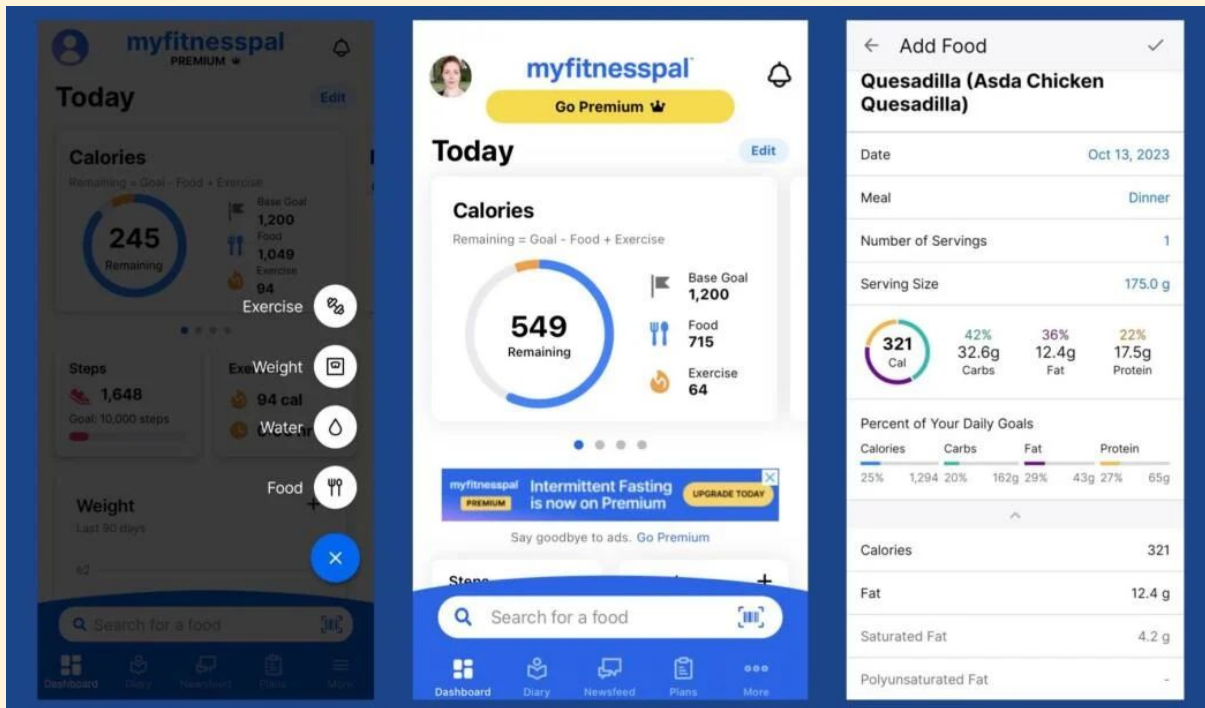 myfitnesspal
PREMIUM
Today
Edit
Calories
Remaining = Goal - Food + Exercise
245
Remaining
Base Goal
1,200
Food
1,049
Exercise
94
Exercise
Weight
Water
Food
Steps
1,648
Goal: 10,000 steps
94 cal
Weight
Last 90 days
62
Search for a food
Dashboard
Diary
Newsfeed
Plans
More
myfitnesspal
Go Premium
Today
Edit
Calories
Remaining = Goal - Food + Exercise
549
Remaining
Base Goal
1,200
Food
715
Exercise
64
myfitnesspal
PREMIUM
Intermittent Fasting
is now on Premium
UPGRADE TODAY
Say goodbye to ads. Go Premium
Steps
Search for a food
Dashboard
Diary
Newsfeed
Plans
More
Add Food
Quesadilla (Asda Chicken
Quesadilla)
Date Oct 13, 2023
Meal Dinner
Number of Servings 1
Serving Size 175.0 g
321
Cal
42% 36% 22%
32.6g 12.4g 17.5g
Carbs Fat Protein
Percent of Your Daily Goals
Calories Carbs Fat Protein
25% 1,294 20% 162g 29% 43g 27% 65g
Calories 321
Fat 12.4 g
Saturated Fat 4.2 g
Polyunsaturated Fat -